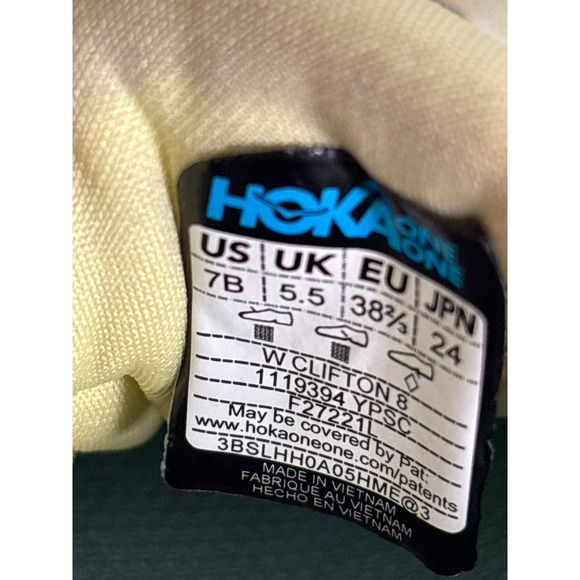 HOKA ONE ONE
US UK EU JPN
7B 5.5 38⅔ 24
W CLIFTON 8
1119394 YPSC
F27221L
May be covered by Pat:
www.hokaoneone.com/patents
3BSLHH0A05HME@3
MADE IN VIETNAM
FABRIQUE AU VIETNAM
HECHO EN VIETNAM